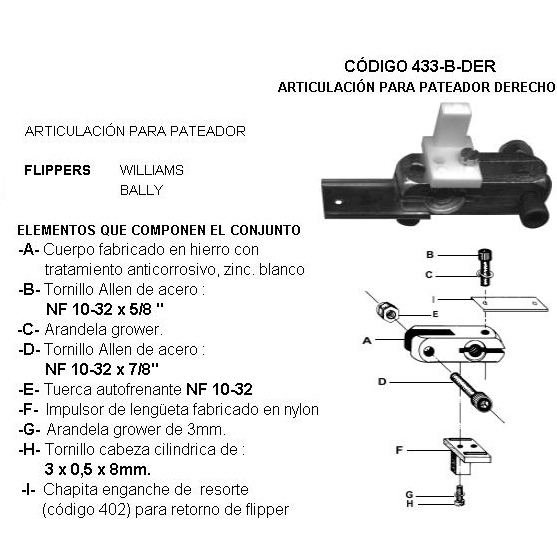 CÓDIGO 433-B-DER
ARTICULACIÓN PARA PATEADOR DERECHO
ARTICULACIÓN PARA PATEADOR
FLIPPERS WILLIAMS
BALLY
ELEMENTOS QUE COMPONEN EL CONJUNTO
-A- Cuerpo fabricado en hierro con
tratamiento anticorrosivo, zinc. blanco
-B- Tornillo Allen de acero :
NF 10-32 x 5/8 "
-C- Arandela grower.
-D- Tornillo Allen de acero :
NF 10-32 x 7/8"
-E- Tuerca autofrenante NF 10-32
-F- Impulsor de lengüeta fabricado en nylon
-G- Arandela grower de 3mm.
-H- Tornillo cabeza cilindrica de :
3 x 0,5 x 8mm.
-I- Chapita enganche de resorte
(código 402) para retorno de flipper
B
C
I
E
A
D
F
G
H